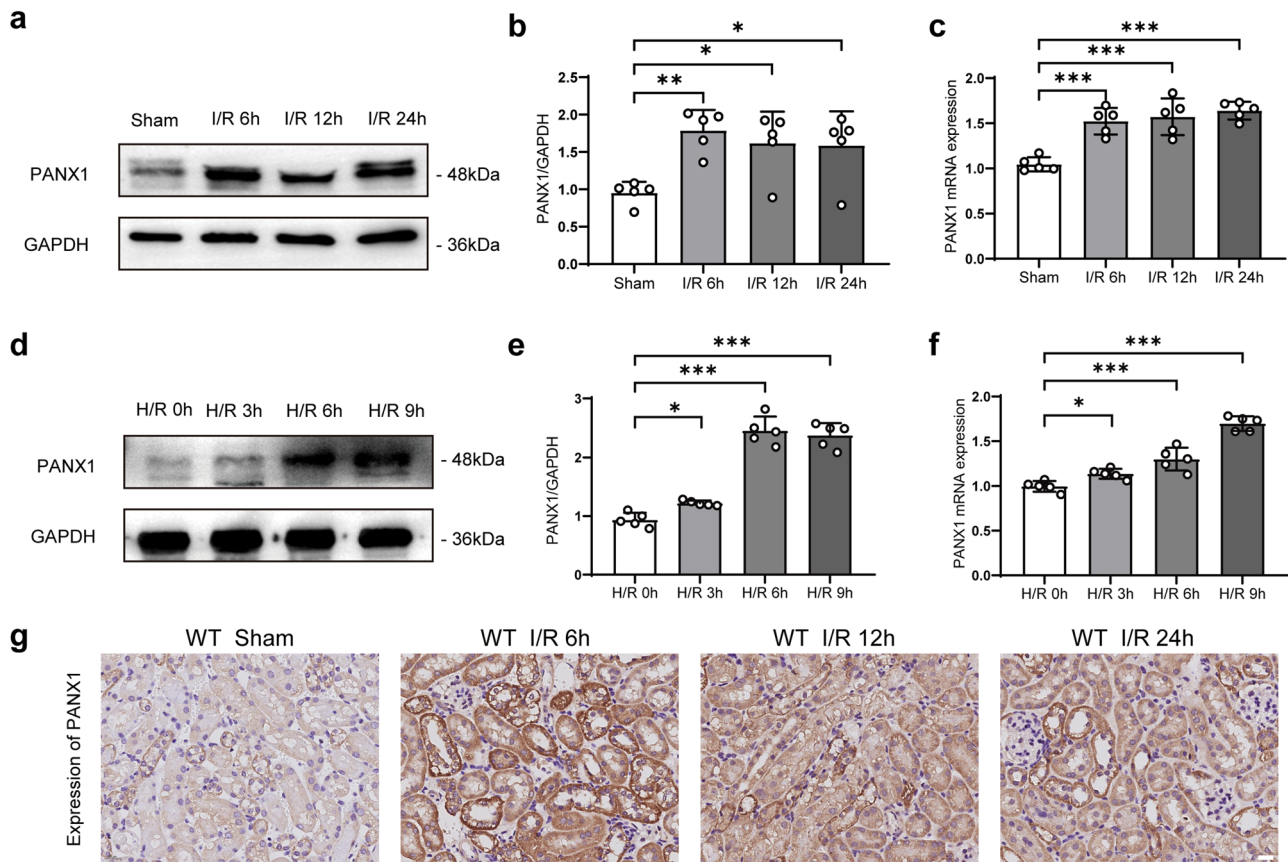 a
Sham I/R 6h I/R 12h I/R 24h
PANX1
- 48kDa
GAPDH
- 36kDa
b
*
*
**
PANX1/GAPDH
2.5
2.0
1.5
1.0
0.5
0.0
Sham I/R 6h I/R 12h I/R 24h
c
***
***
***
PANX1 mRNA expression
2.0
1.5
1.0
0.5
0.0
Sham I/R 6h I/R 12h I/R 24h
d
H/R 0h H/R 3h H/R 6h H/R 9h
PANX1
- 48kDa
GAPDH
- 36kDa
e
***
***
*
PANX1/GAPDH
3
2
1
0
H/R 0h H/R 3h H/R 6h H/R 9h
f
***
***
*
PANX1 mRNA expression
2.0
1.5
1.0
0.5
0.0
H/R 0h H/R 3h H/R 6h H/R 9h
g
WT Sham WT I/R 6h WT I/R 12h WT I/R 24h
Expression of PANX1